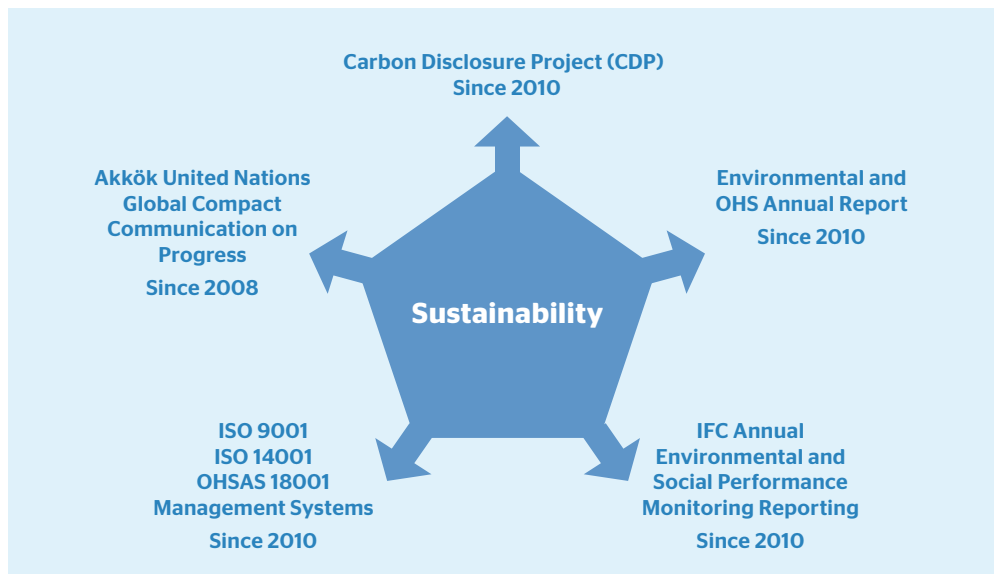 Carbon Disclosure Project (CDP)
Since 2010
Akkök United Nations
Global Compact
Communication on
Progress
Since 2008
Environmental and
OHS Annual Report
Since 2010
Sustainability
ISO 9001
ISO 14001
OHSAS 18001
Management Systems
Since 2010
IFC Annual
Environmental and
Social Performance
Monitoring Reporting
Since 2010